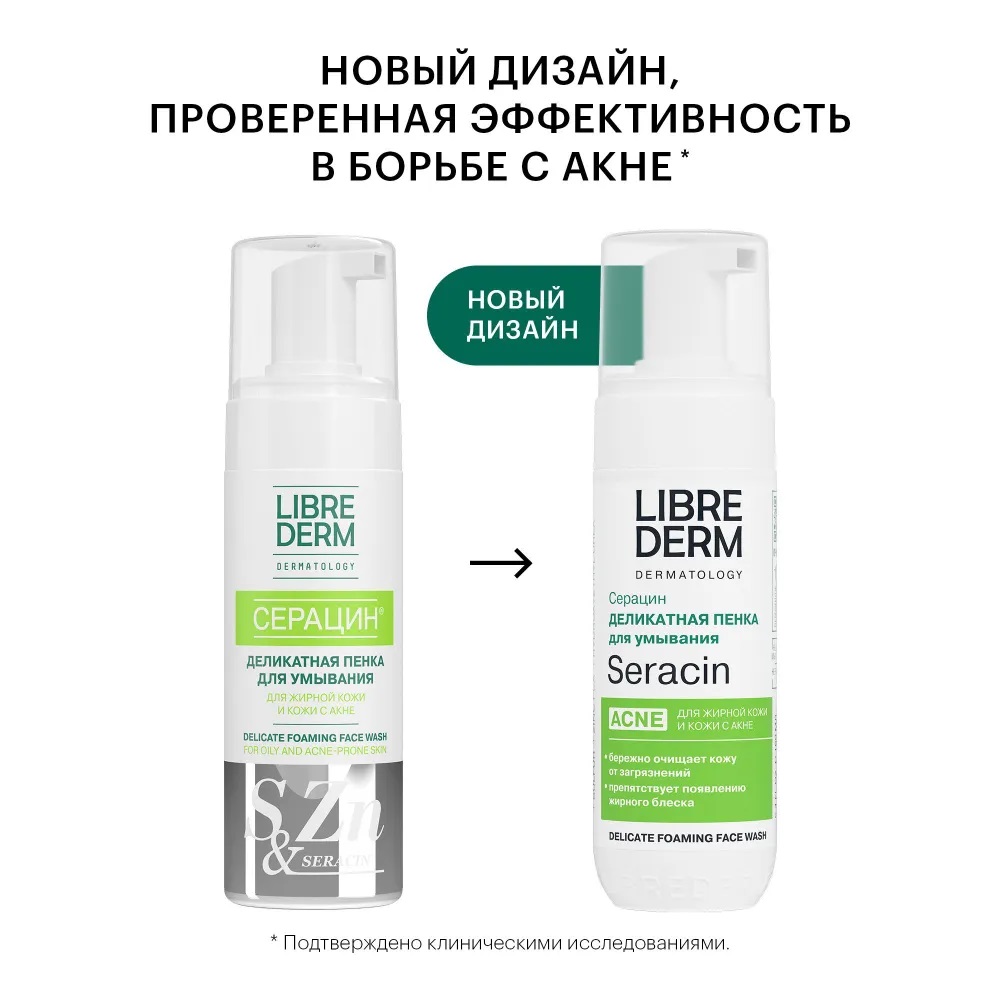 НОВЫЙ ДИЗАЙН,
ПРОВЕРЕННАЯ ЭФФЕКТИВНОСТЬ
В БОРЬБЕ С АКНЕ*
НОВЫЙ
ДИЗАЙН
LIBRE
DERM
DERMATOLOGY
СЕРАЦИН®
ДЕЛИКАТНАЯ ПЕНКА
ДЛЯ УМЫВАНИЯ
ДЛЯ ЖИРНОЙ КОЖИ
И КОЖИ С АКНЕ
DELICATE FOAMING FACE WASH
FOR OILY AND ACNE-PRONE SKIN
S&Zn
SERACIN
LIBRE
DERM
DERMATOLOGY
Серацин
ДЕЛИКАТНАЯ ПЕНКА
для умывания
Seracin
ACNE
ДЛЯ ЖИРНОЙ КОЖИ
И КОЖИ С АКНЕ
• бережно очищает кожу
от загрязнений
• препятствует появлению
жирного блеска
DELICATE FOAMING FACE WASH
* Подтверждено клиническими исследованиями.